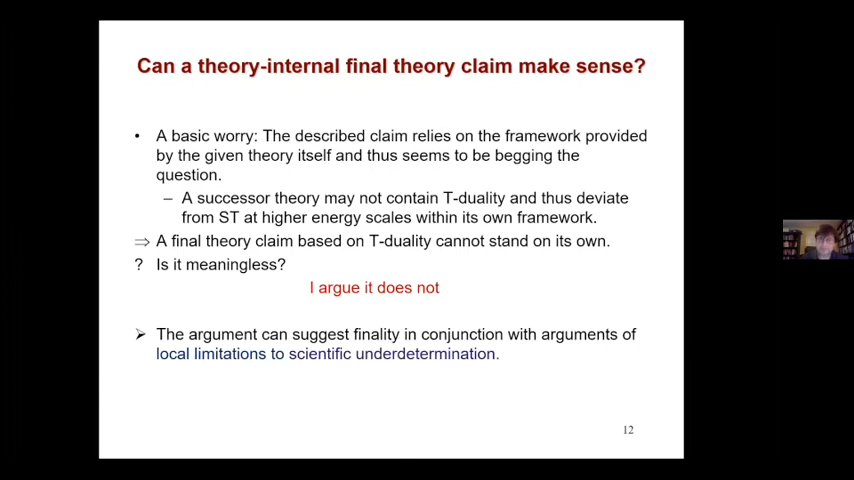 Can a theory-internal final theory claim make sense?
• A basic worry: The described claim relies on the framework provided
by the given theory itself and thus seems to be begging the
question.
– A successor theory may not contain T-duality and thus deviate
from ST at higher energy scales within its own framework.
⇒ A final theory claim based on T-duality cannot stand on its own.
? Is it meaningless?
I argue it does not
➢ The argument can suggest finality in conjunction with arguments of
local limitations to scientific underdetermination.
12